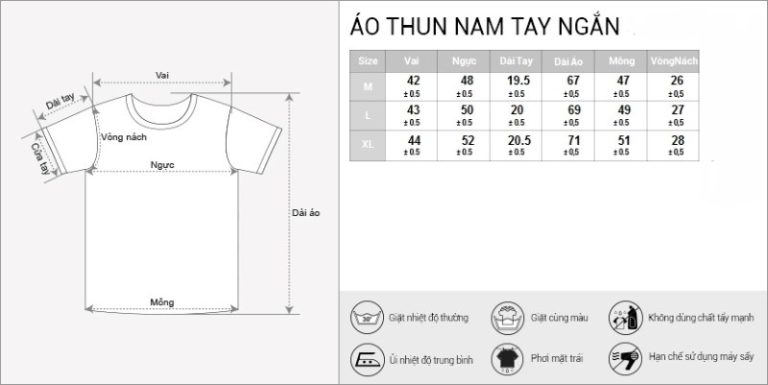 Vai
Dài tay
Vòng nách
Cửa tay
Ngực
Dài áo
Mông
ÁO THUN NAM TAY NGẮN
Size Vai Ngực Dài Tay Dài Áo Mông VòngNách
M 42 48 19.5 67 47 26
± 0.5 ± 0.5 ± 0.5 ± 0,5 ± 0.5 ± 0,5
L 43 50 20 69 49 27
± 0.5 ± 0.5 ± 0.5 ± 0,5 ± 0.5 ± 0,5
XL 44 52 20.5 71 51 28
± 0.5 ± 0.5 ± 0.5 ± 0,5 ± 0.5 ± 0,5
30° Giặt nhiệt độ thường
Giặt cùng màu
Không dùng chất tẩy mạnh
Ủi nhiệt độ trung bình
Phơi mặt trái
Hạn chế sử dụng máy sấy